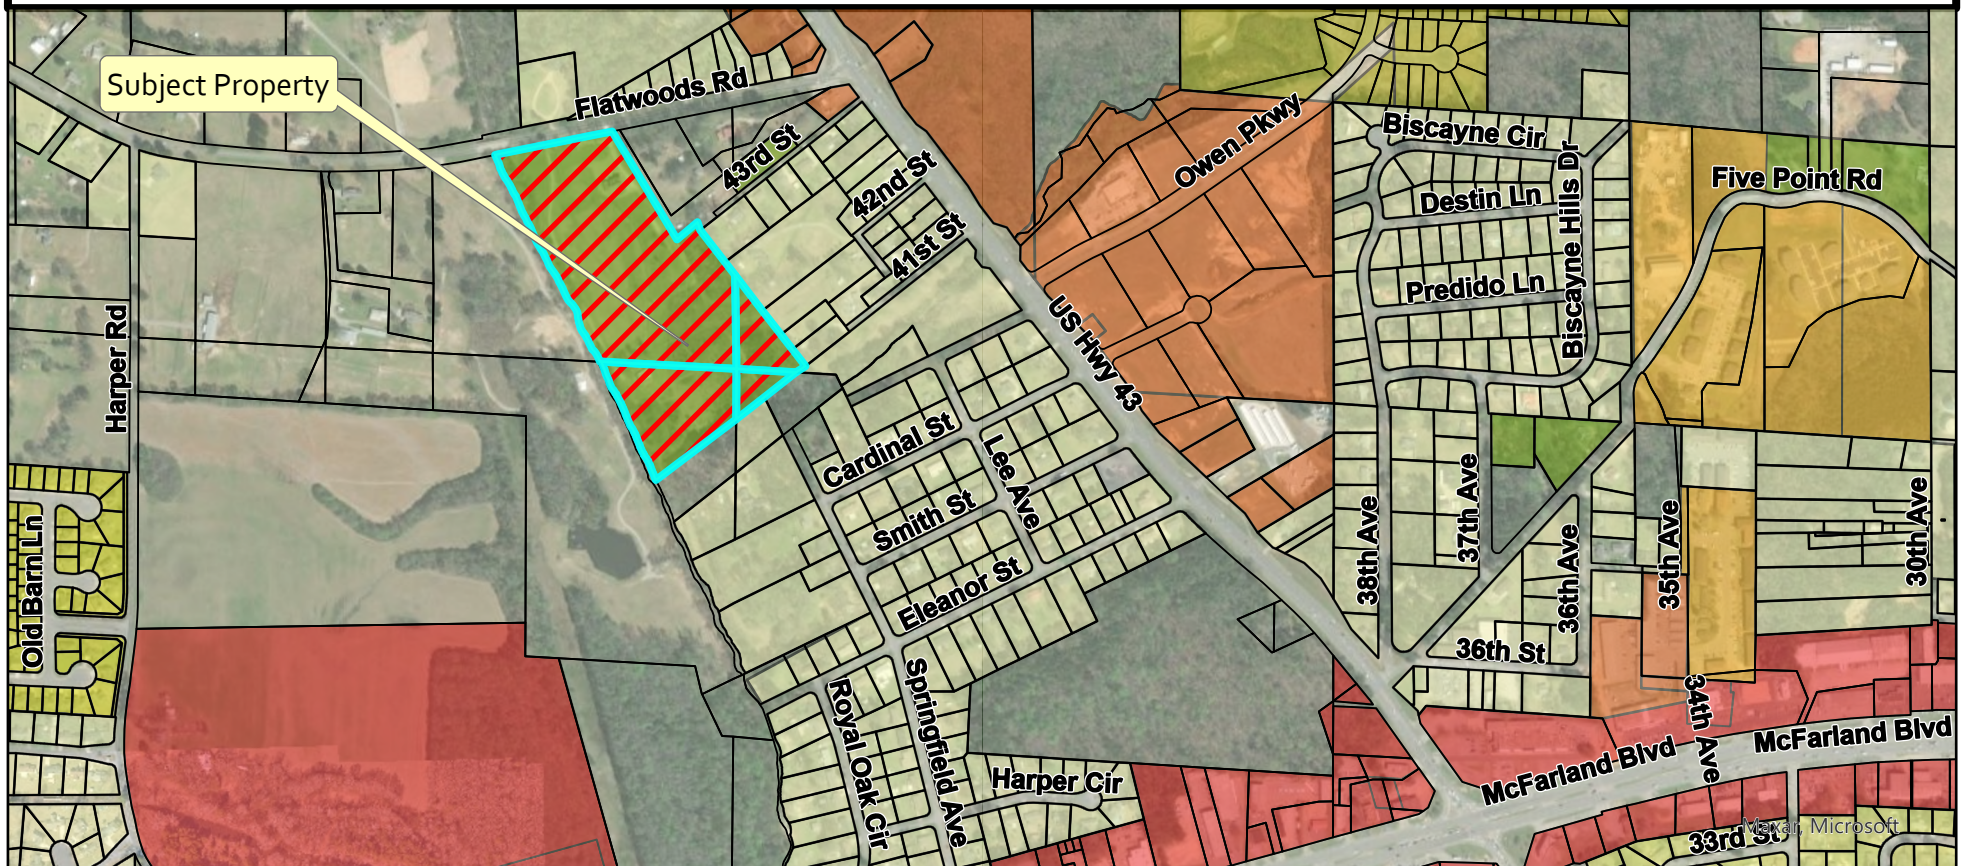 Subject Property
Flatwoods Rd
43rd St
42nd St
41st St
Owen Pkwy
Biscayne Cir
Destin Ln
Predido Ln
Biscayne Hills Dr
Five Point Rd
Harper Rd
US Hwy 43
Cardinal St
Lee Ave
Smith St
Eleanor St
38th Ave
37th Ave
36th Ave
35th Ave
30th Ave
Old Barn Ln
36th St
Royal Oak Cir
Springfield Ave
Harper Cir
34th Ave
McFarland Blvd
McFarland Blvd
33rd St
Maxar, Microsoft